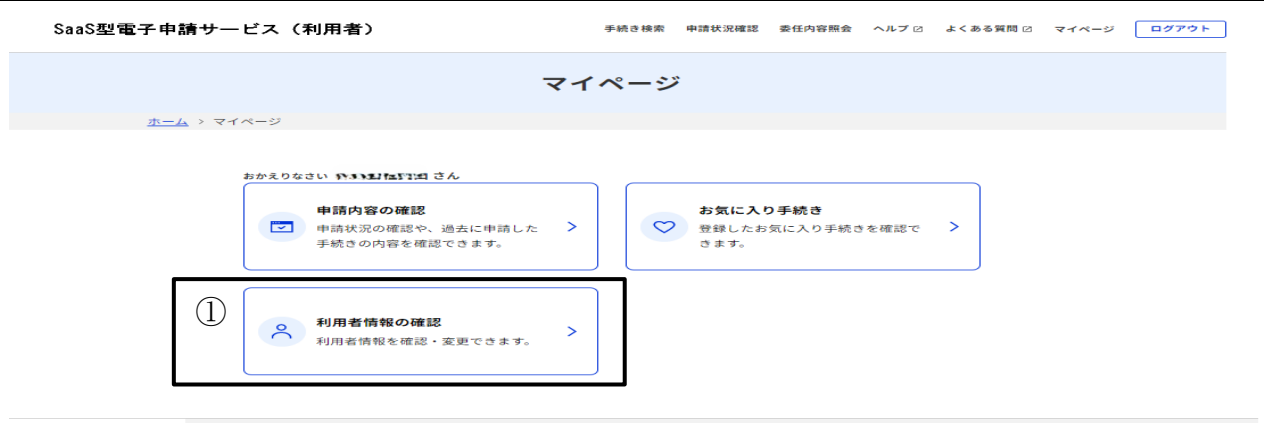 SaaS型電子申請サービス（利用者）
手続き検索 申請状況確認 委任内容照会 ヘルプ よくある質問 マイページ ログアウト
マイページ
ホーム > マイページ
おかえりなさい さん
申請内容の確認
申請状況の確認や、過去に申請した
手続きの内容を確認できます。
お気に入り手続き
登録したお気に入り手続きを確認で
きます。
①
利用者情報の確認
利用者情報を確認・変更できます。